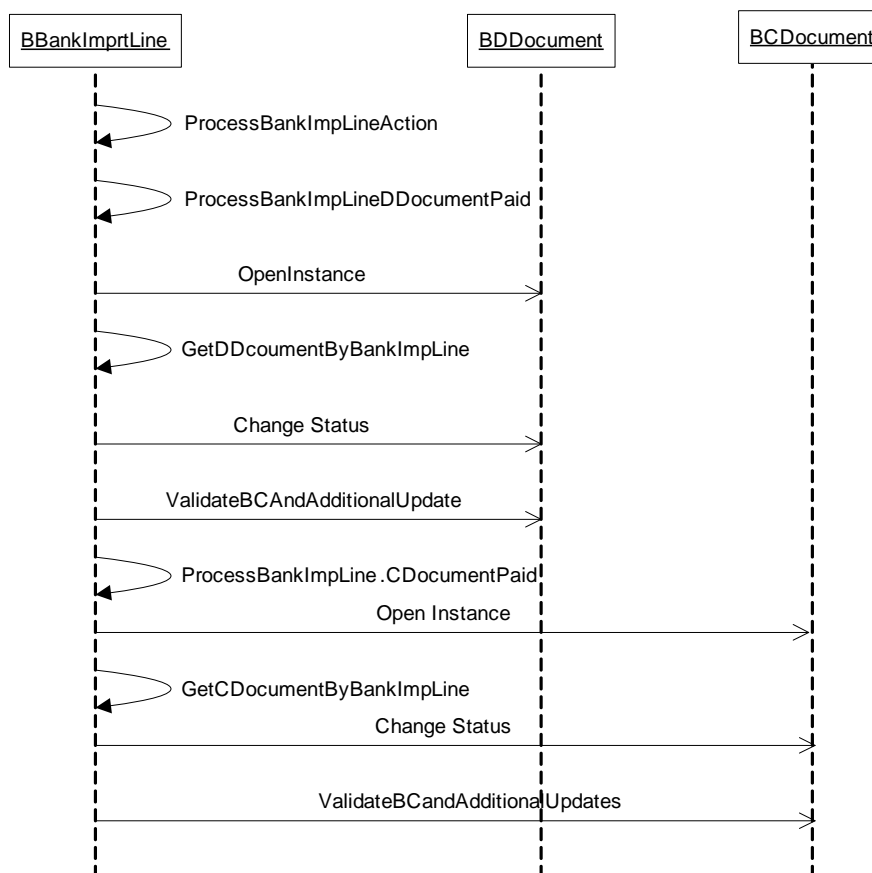 BBankImprtLine
BDDocument
BCDocument
ProcessBankImpLineAction
ProcessBankImpLineDDocumentPaid
OpenInstance
GetDDcoumentByBankImpLine
Change Status
ValidateBCAndAdditionalUpdate
ProcessBankImpLine.CDocumentPaid
Open Instance
GetCDocumentByBankImpLine
Change Status
ValidateBCandAdditionalUpdates